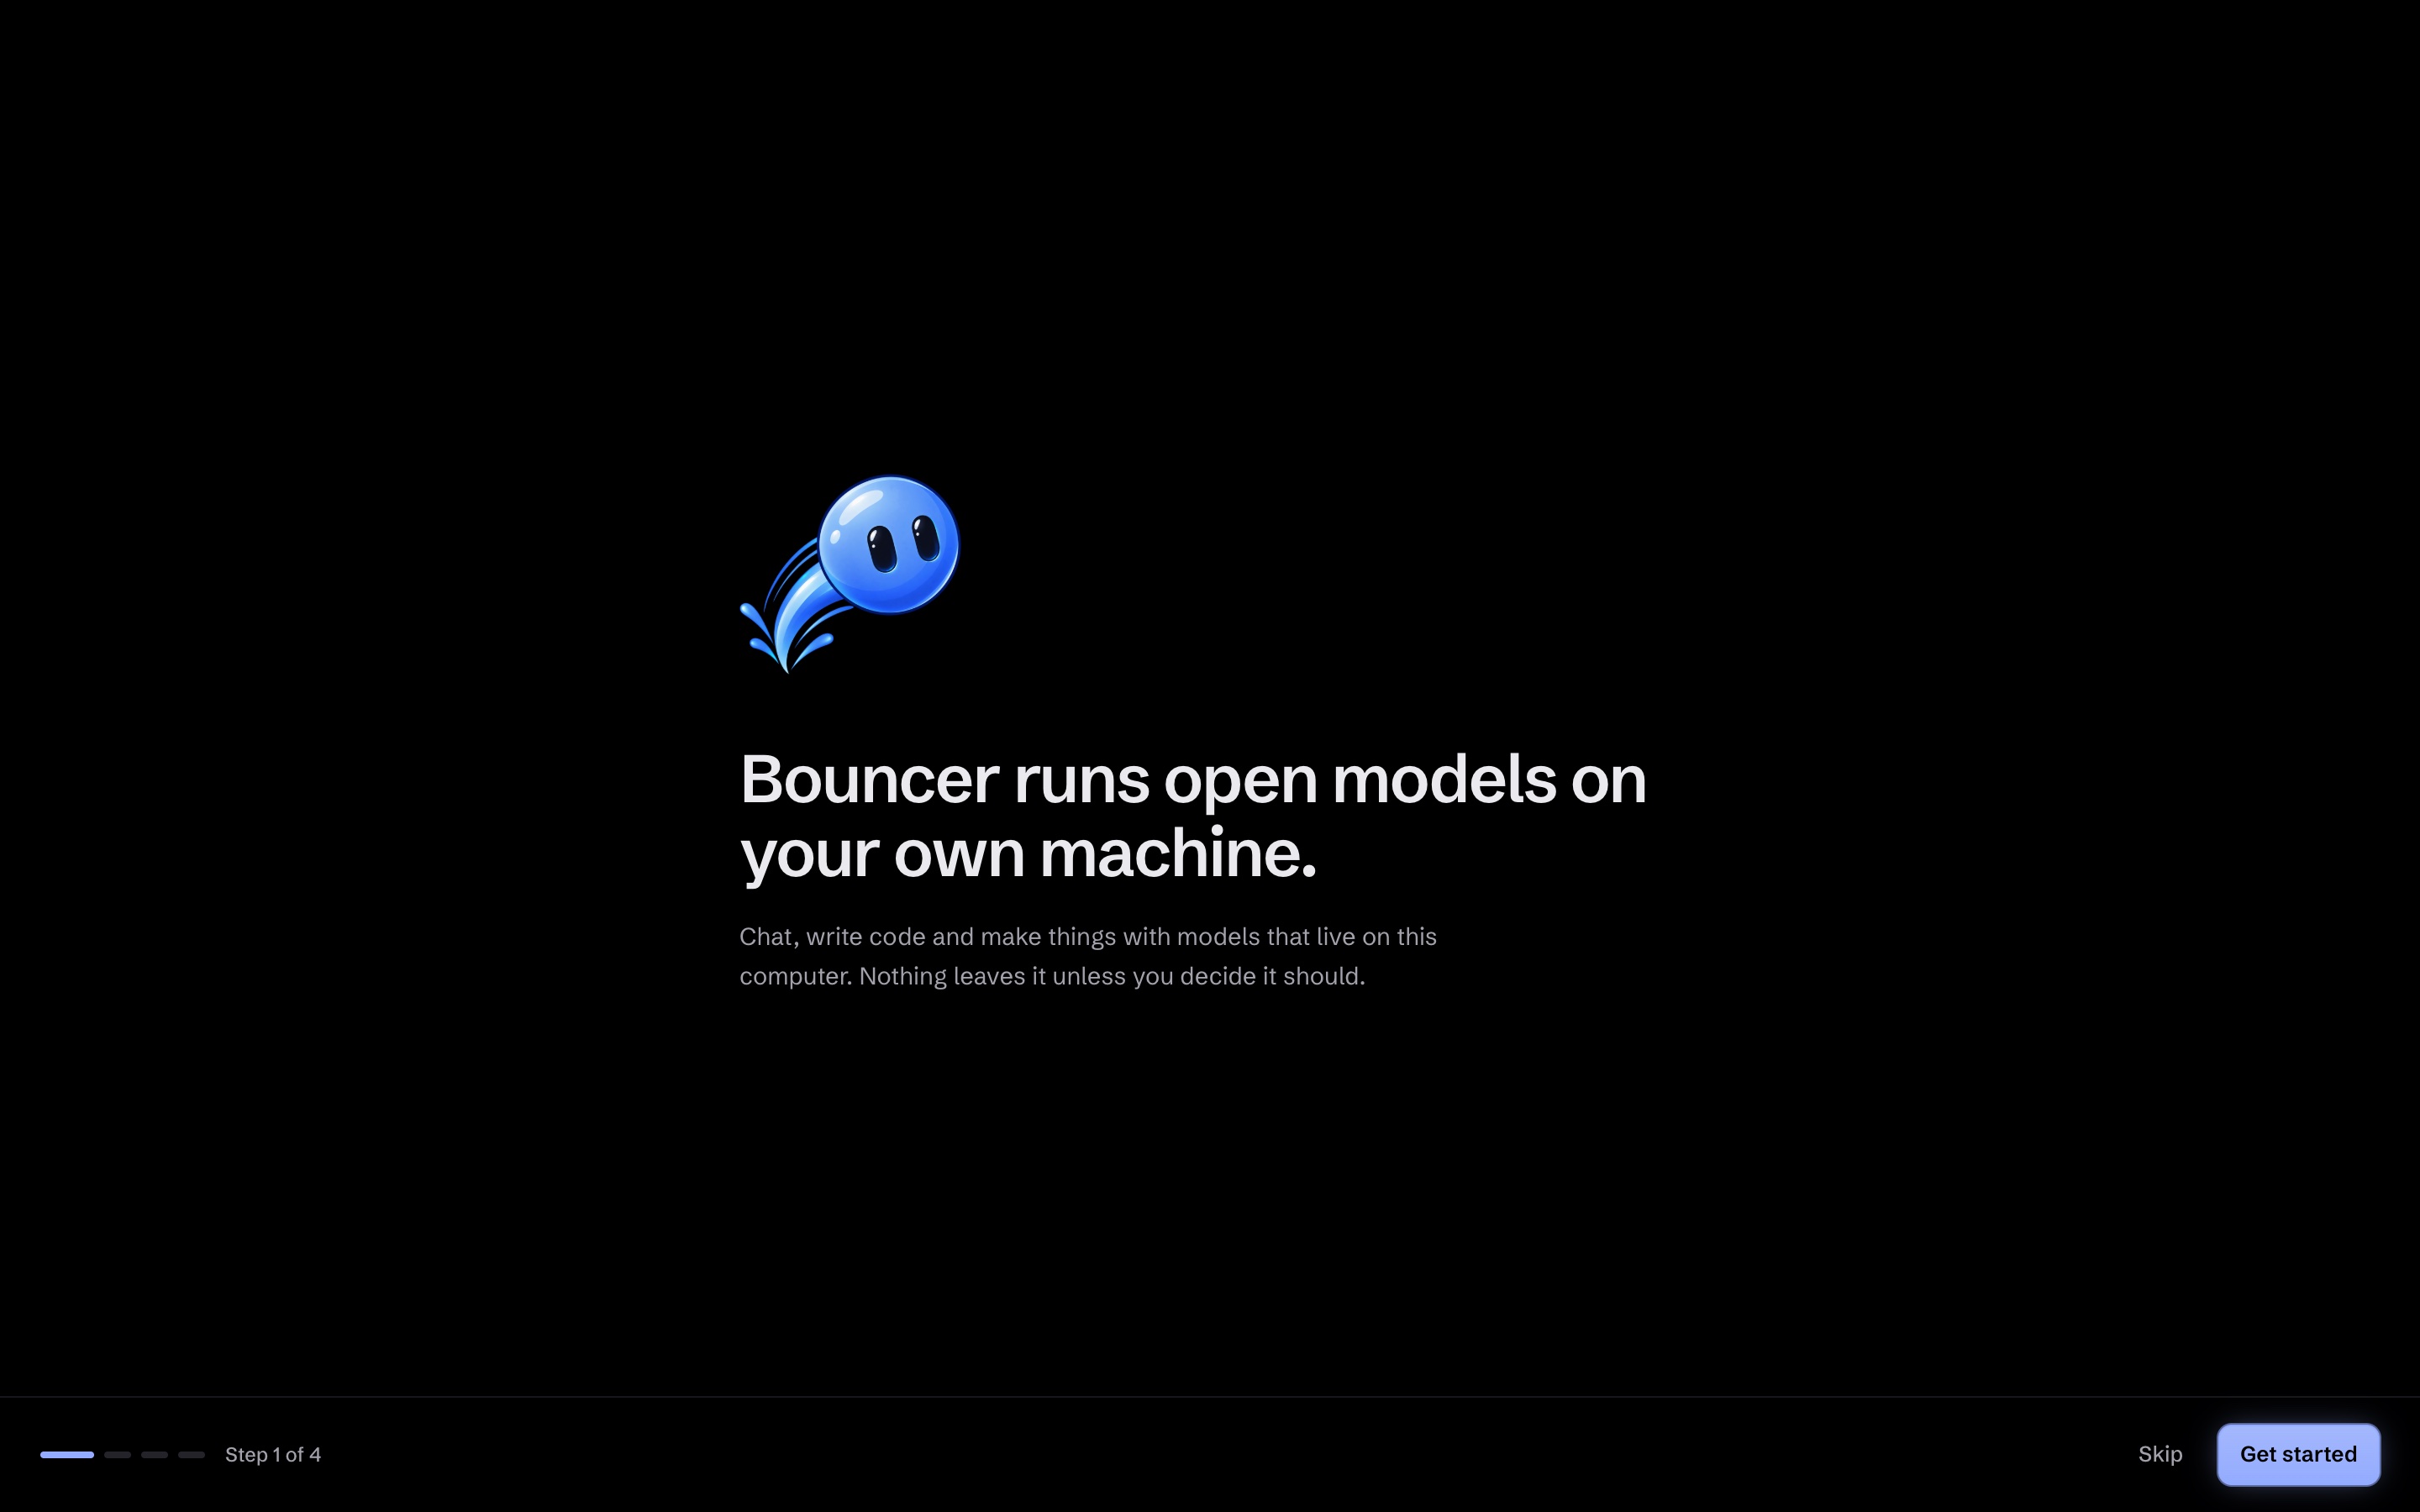 Bouncer runs open models on
your own machine.
Chat, write code and make things with models that live on this
computer. Nothing leaves it unless you decide it should.
Step 1 of 4
Skip
Get started